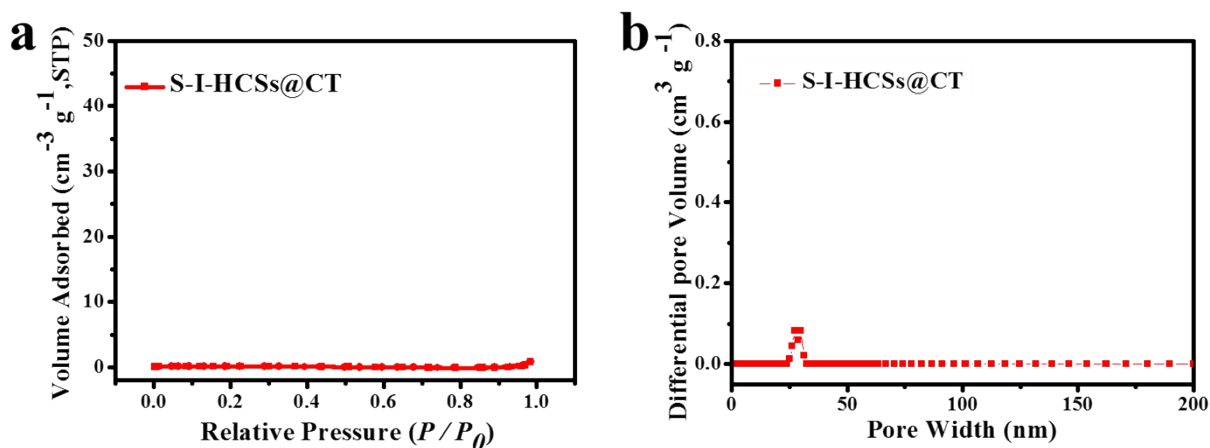 a
50
40
30
20
10
0
Volume Adsorbed (cm⁻³ g⁻¹,STP)
S-I-HCSs@CT
0.0 0.2 0.4 0.6 0.8 1.0
Relative Pressure (P / P₀)
b
0.8
0.6
0.4
0.2
0.0
Differential pore Volume (cm³ g⁻¹)
S-I-HCSs@CT
0 50 100 150 200
Pore Width (nm)